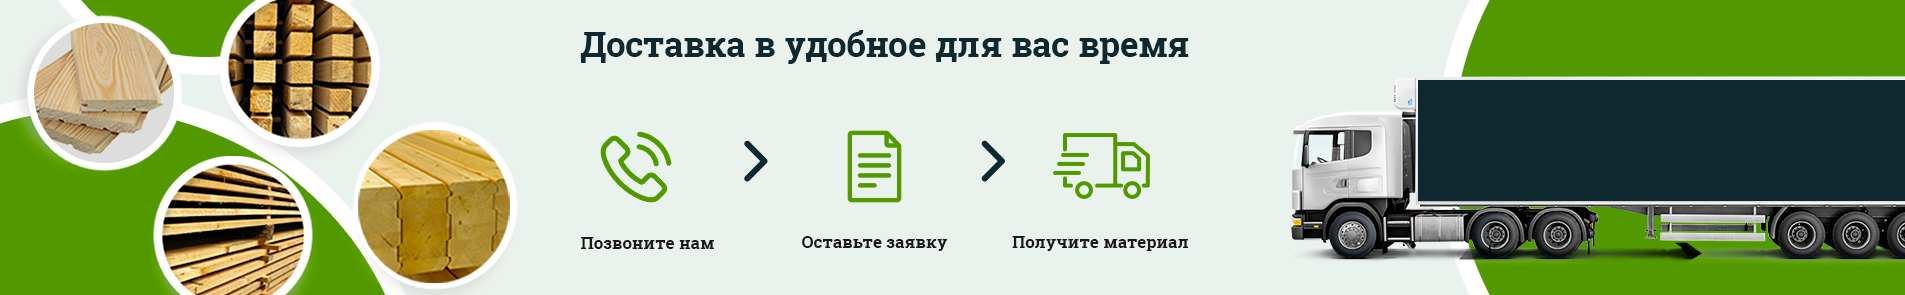 Доставка в удобное для вас время
Позвоните нам
Оставьте заявку
Получите материал